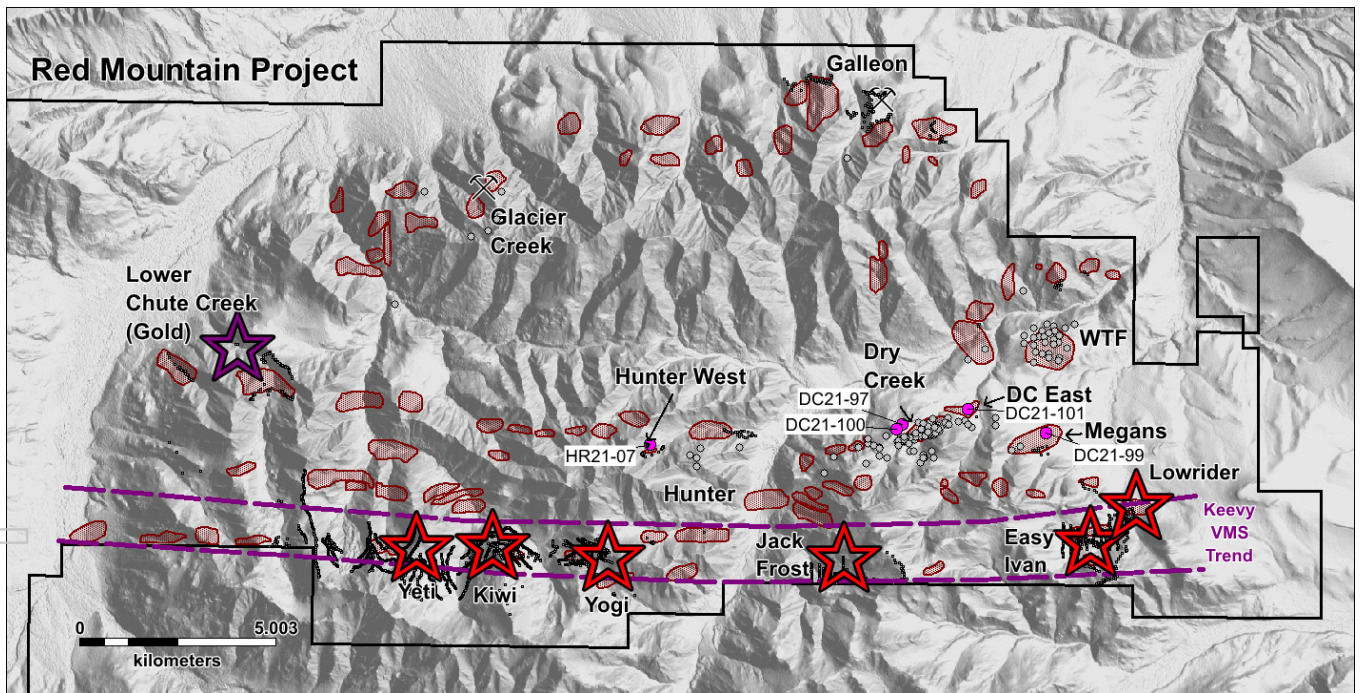 Red Mountain Project
Galleon
Glacier
Creek
Lower
Chute Creek
(Gold)
WTF
Dry
Creek
Hunter West
DC21-97
DC East
DC21-101
DC21-100
Megans
HR21-07
DC21-99
Lowrider
Hunter
Keevy
VMS
Trend
Jack
Frost
Easy
Ivan
Yeti
Kiwi
Yogi
0
5.003
kilometers